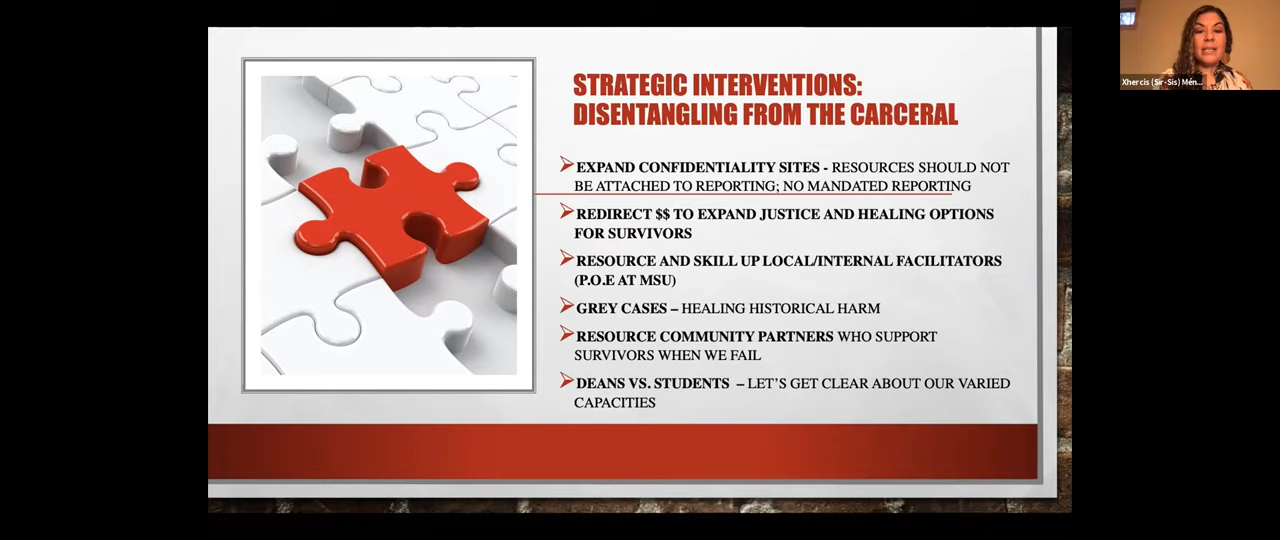 STRATEGIC INTERVENTIONS:
DISENTANGLING FROM THE CARCERAL
EXPAND CONFIDENTIALITY SITES - RESOURCES SHOULD NOT
BE ATTACHED TO REPORTING; NO MANDATED REPORTING
REDIRECT $$ TO EXPAND JUSTICE AND HEALING OPTIONS
FOR SURVIVORS
RESOURCE AND SKILL UP LOCAL/INTERNAL FACILITATORS
(P.O.E AT MSU)
GREY CASES – HEALING HISTORICAL HARM
RESOURCE COMMUNITY PARTNERS WHO SUPPORT
SURVIVORS WHEN WE FAIL
DEANS VS. STUDENTS – LET'S GET CLEAR ABOUT OUR VARIED
CAPACITIES
Xhercis (Sir-Sis) Mén...